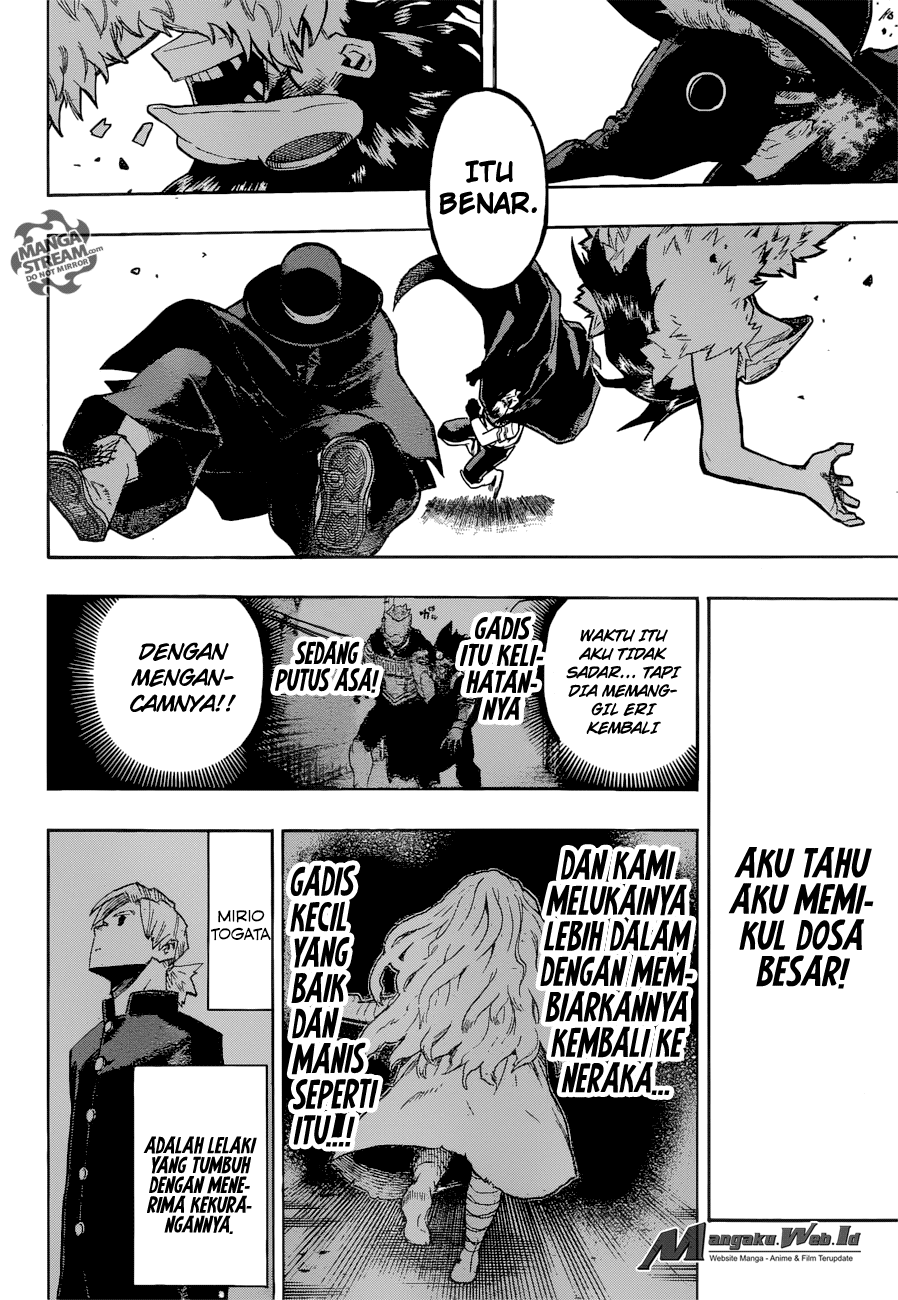 ITU
BENAR.
MANGA
STREAM.com
DO NOT MIRROR
AKU TAHU
AKU MEMI-
KUL DOSA
BESAR!
WAKTU ITU
AKU TIDAK
SADAR... TAPI
DIA MEMANG-
GIL ERI
KEMBALI
GADIS
ITU KELI-
HATAN-
NYA
SEDANG
PUTUS ASA!
DENGAN
MENGAN-
CAMNYA!!
DAN KAMI
MELUKAINYA
LEBIH DALAM
DENGAN MEM-
BIARKANNYA
KEMBALI KE
NERAKA...
GADIS
KECIL
YANG
BAIK
DAN
MANIS
SEPERTI
ITU...!
MIRIO
TOGATA
ADALAH LELAKI
YANG TUMBUH
DENGAN MENE-
RIMA KEKURA-
NGANNYA.
Mangaku.Web.Id
Website Manga - Anime & Film Terupdate